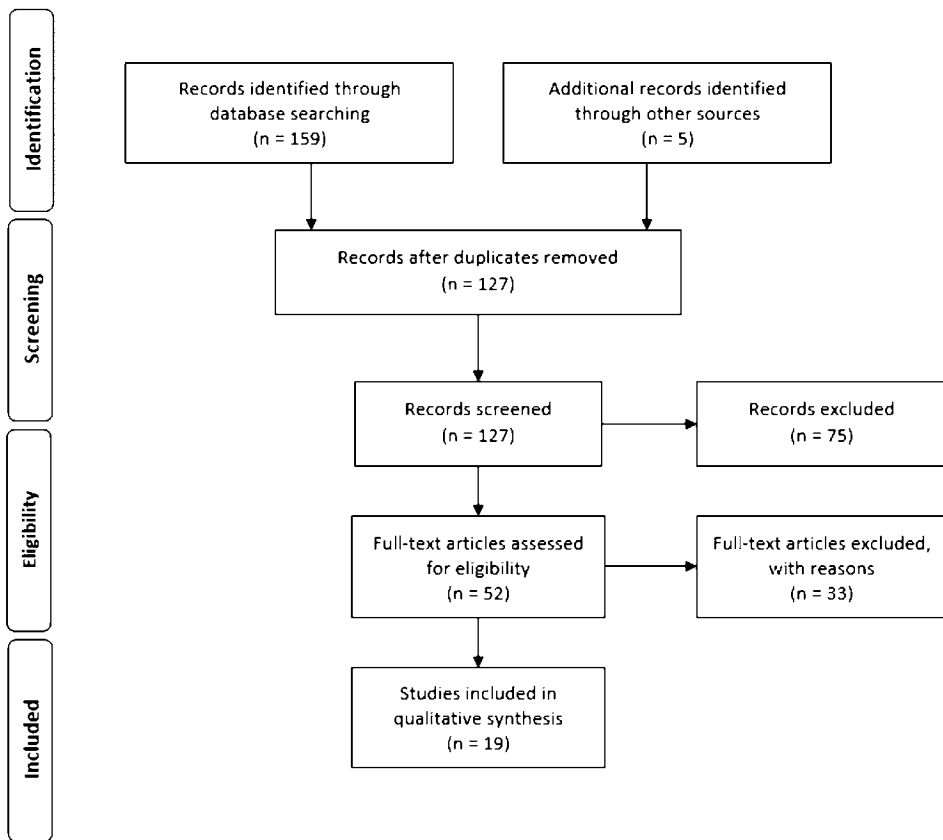 Identification
Records identified through
database searching
(n = 159)
Additional records identified
through other sources
(n = 5)
Screening
Records after duplicates removed
(n = 127)
Records screened
(n = 127)
Records excluded
(n = 75)
Eligibility
Full-text articles assessed
for eligibility
(n = 52)
Full-text articles excluded,
with reasons
(n = 33)
Included
Studies included in
qualitative synthesis
(n = 19)